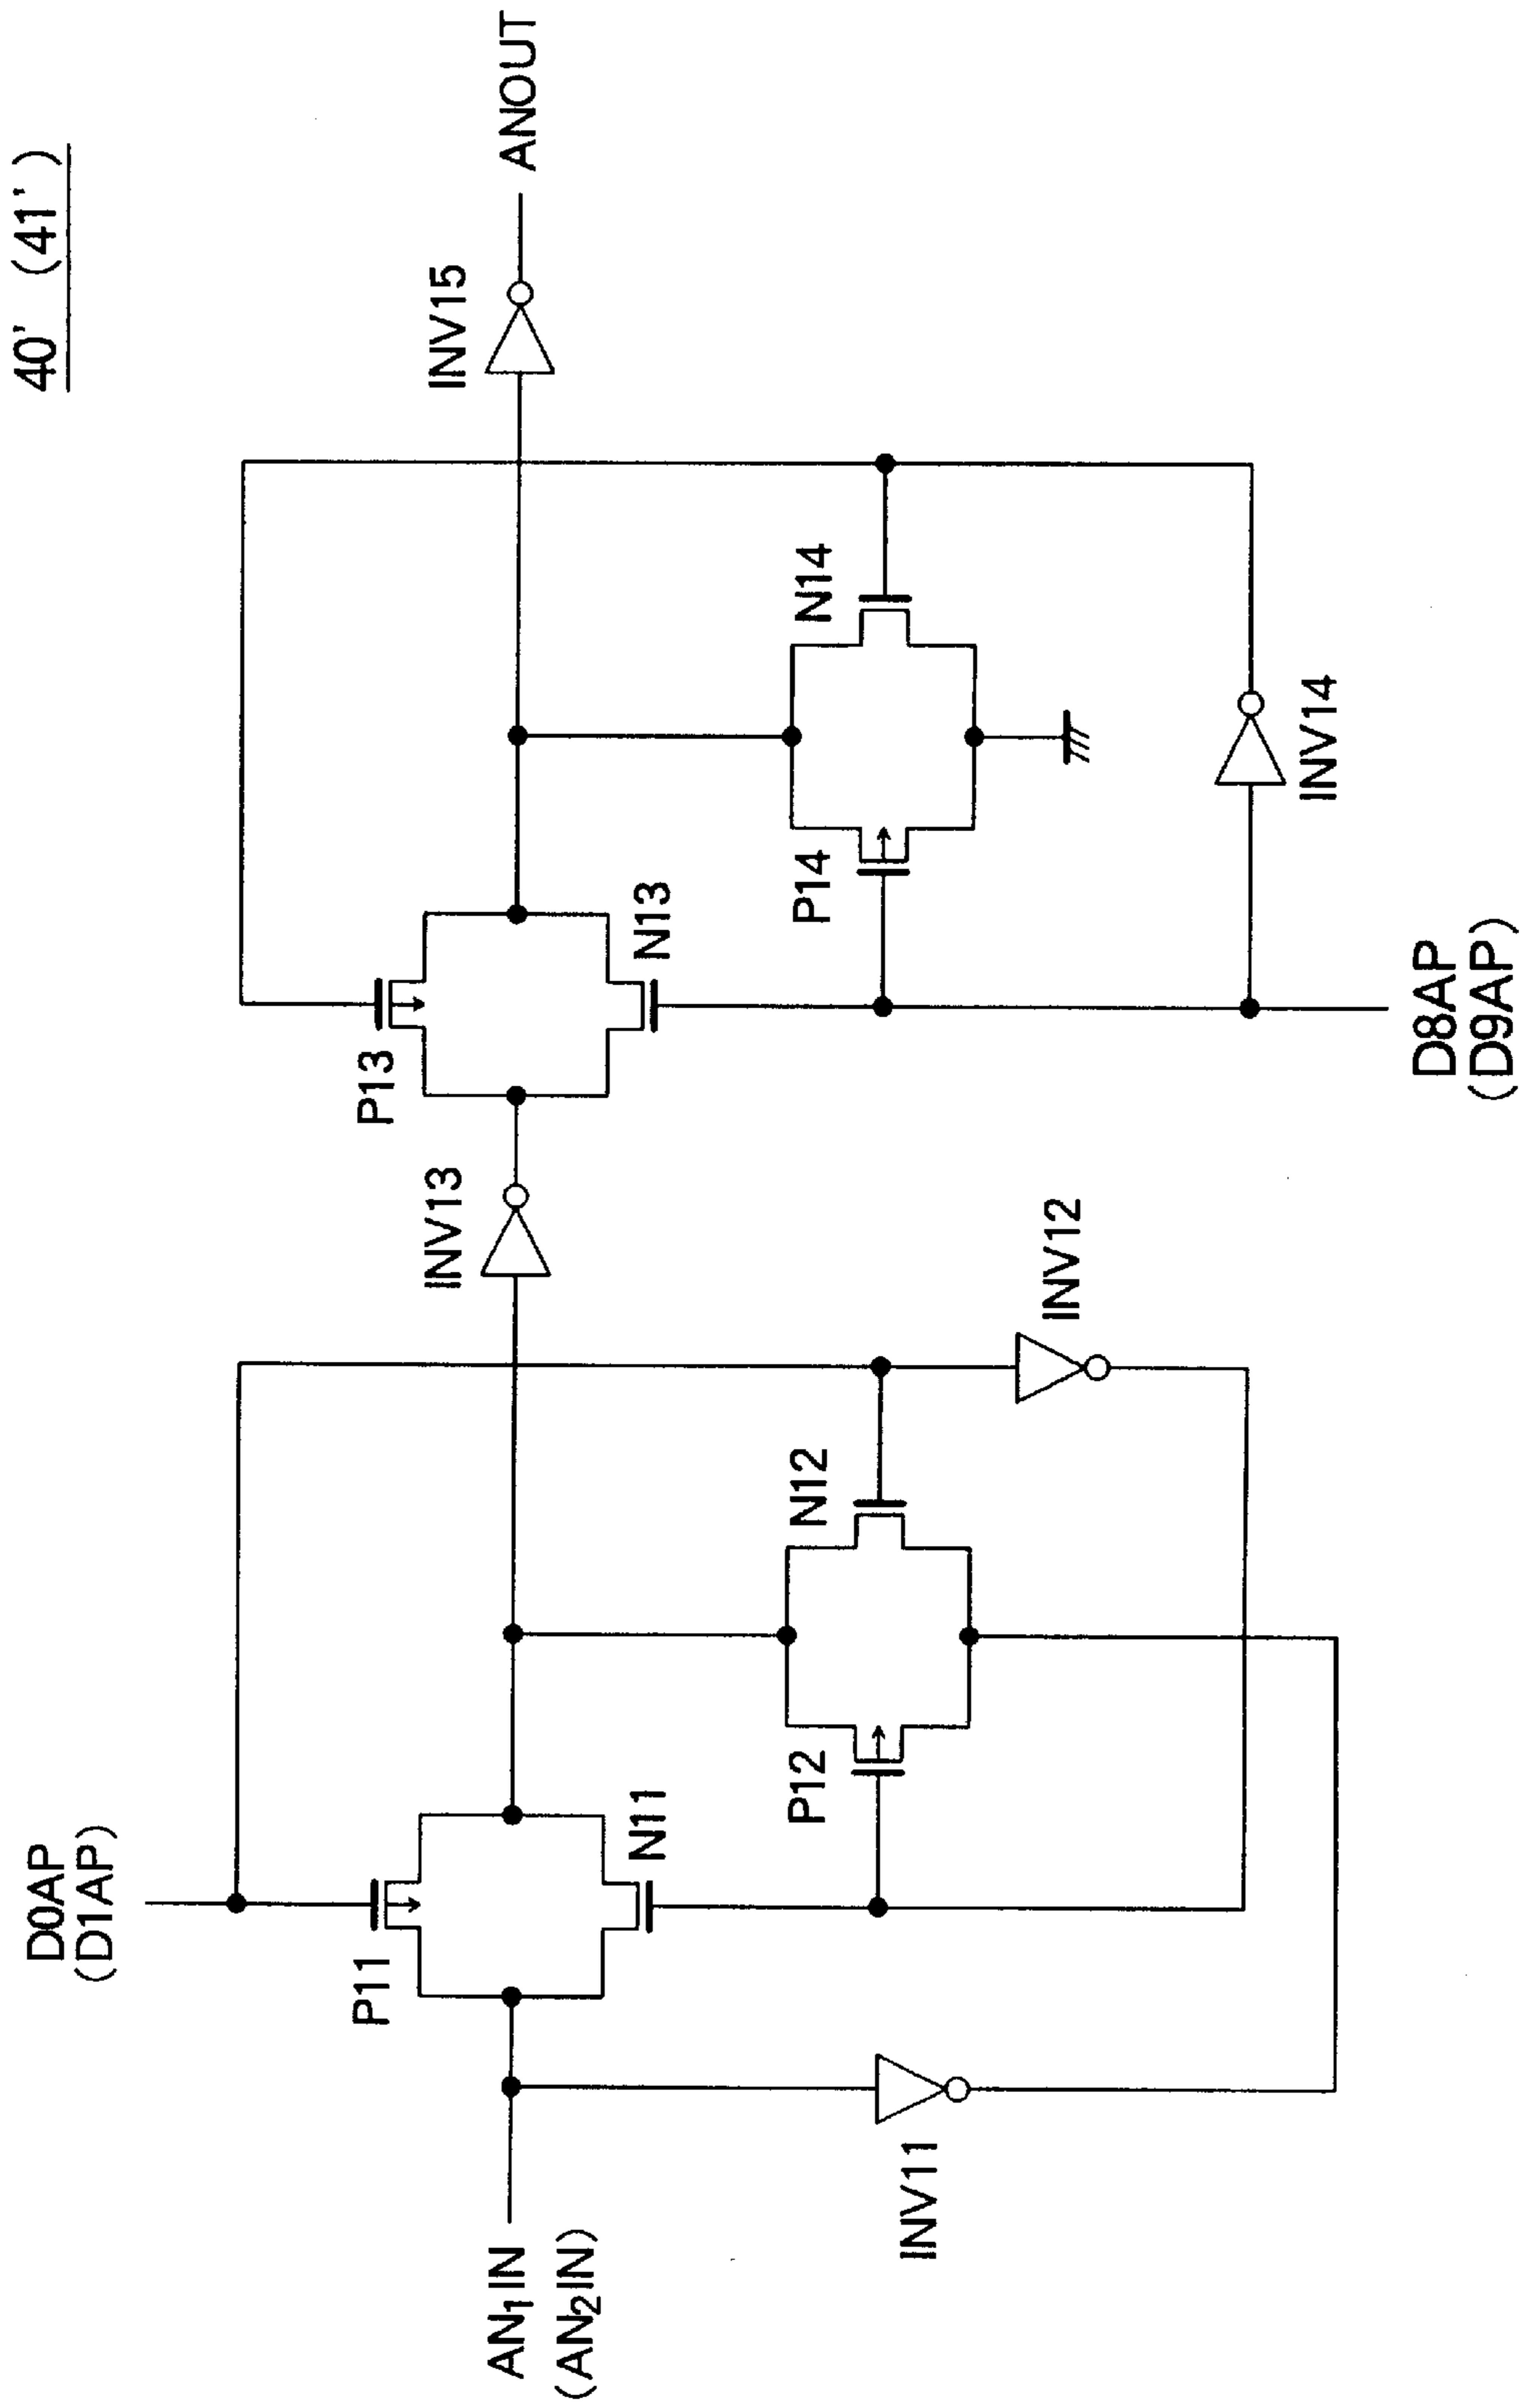 40' (41')
D0AP
(D1AP)
P11
N11
AN1IN
(AN2IN)
INV11
P12
N12
INV12
INV13
P13
N13
P14
N14
INV14
D8AP
(D9AP)
INV15
ANOUT